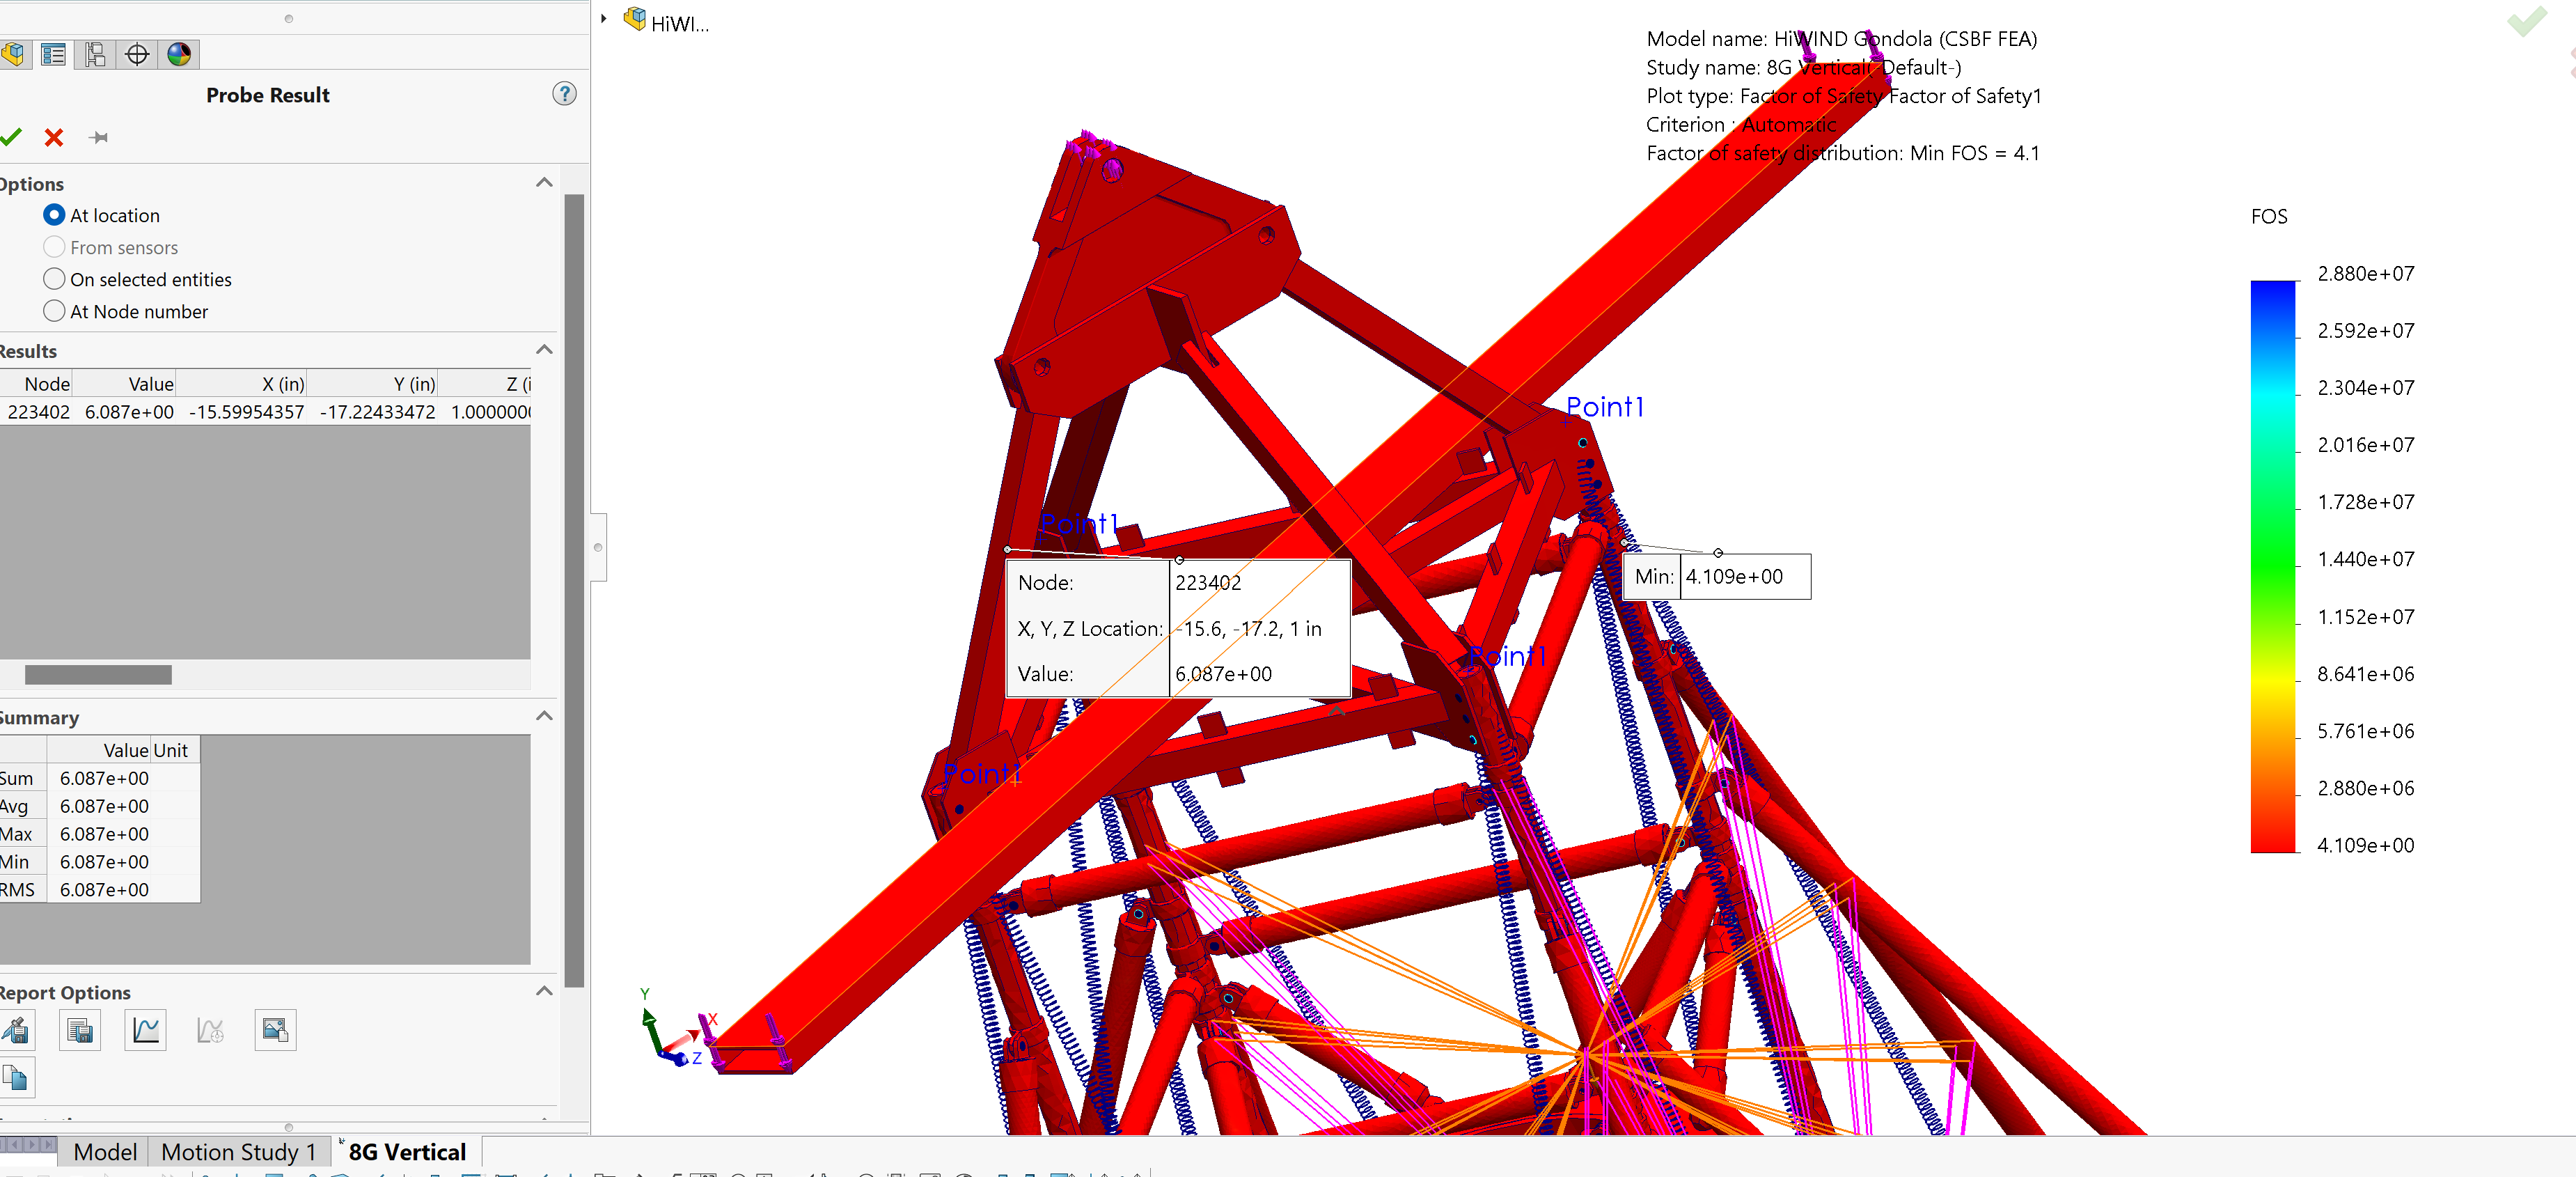 HiWI...
Probe Result
?
Options
At location
From sensors
On selected entities
At Node number
Results
Node Value X (in) Y (in) Z (i
223402 6.087e+00 -15.59954357 -17.22433472 1.0000000
Summary
Value Unit
Sum 6.087e+00
Avg 6.087e+00
Max 6.087e+00
Min 6.087e+00
RMS 6.087e+00
Report Options
Model name: HiWIND Gondola (CSBF FEA)
Study name: 8G Vertical(-Default-)
Plot type: Factor of Safety Factor of Safety1
Criterion : Automatic
Factor of safety distribution: Min FOS = 4.1
FOS
2.880e+07
2.592e+07
2.304e+07
2.016e+07
1.728e+07
1.440e+07
1.152e+07
8.641e+06
5.761e+06
2.880e+06
4.109e+00
Point1
Point1
Node: 223402
X, Y, Z Location: -15.6, -17.2, 1 in
Value: 6.087e+00
Min: 4.109e+00
Point1
Point1
Y
X
Z
Model Motion Study 1 8G Vertical